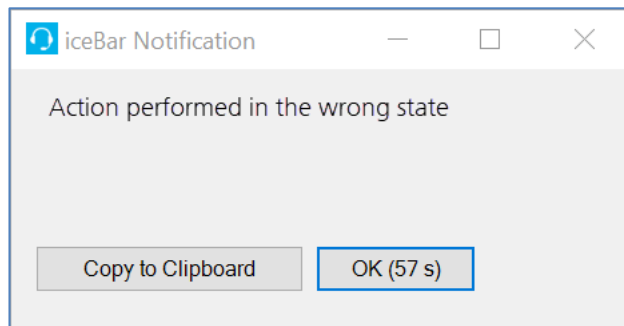 iceBar Notification
Action performed in the wrong state
Copy to Clipboard OK (57 s)